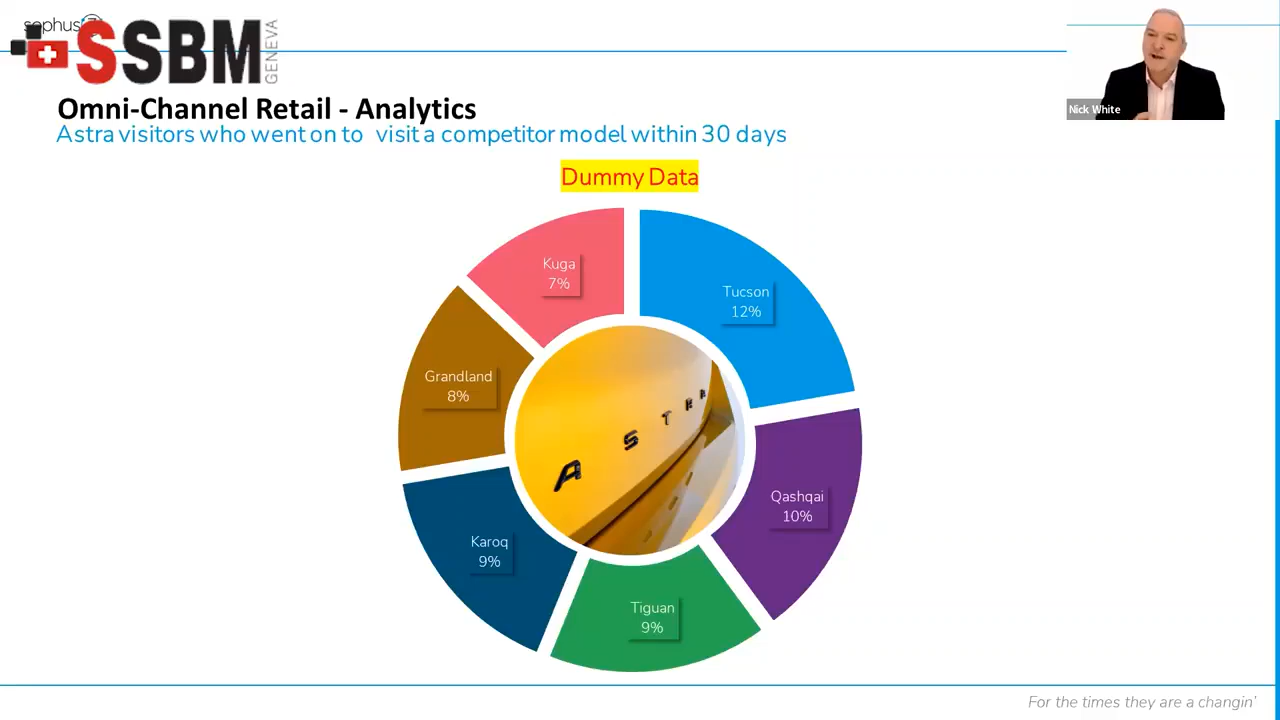 sophus
SSBM
GENEVA
Nick White
Omni-Channel Retail - Analytics
Astra visitors who went on to visit a competitor model within 30 days
Dummy Data
Kuga
7%
Tucson
12%
Grandland
8%
Qashqai
10%
Karoq
9%
Tiguan
9%
ASTRA
For the times they are a changin'